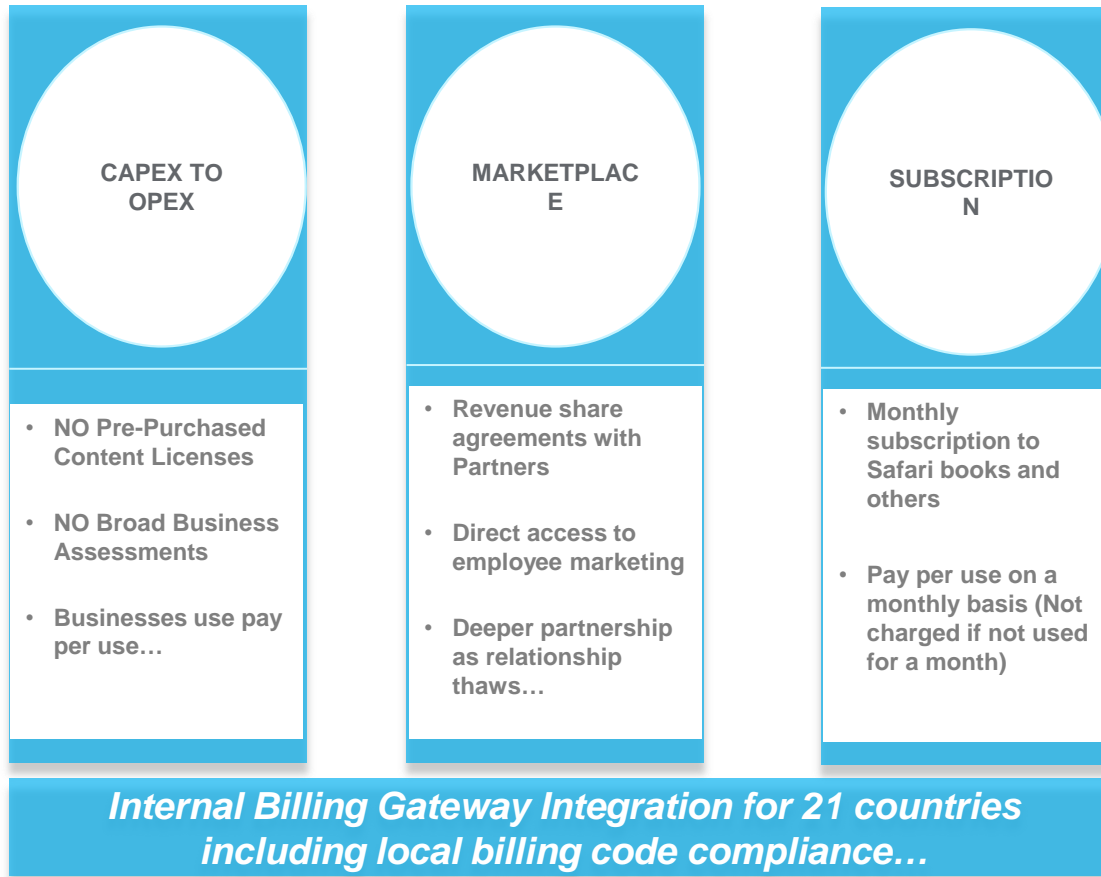 CAPEX TO
OPEX
• NO Pre-Purchased
Content Licenses
• NO Broad Business
Assessments
• Businesses use pay
per use…
MARKETPLAC
E
• Revenue share
agreements with
Partners
• Direct access to
employee marketing
• Deeper partnership
as relationship
thaws…
SUBSCRIPTIO
N
• Monthly
subscription to
Safari books and
others
• Pay per use on a
monthly basis (Not
charged if not used
for a month)
Internal Billing Gateway Integration for 21 countries
including local billing code compliance…